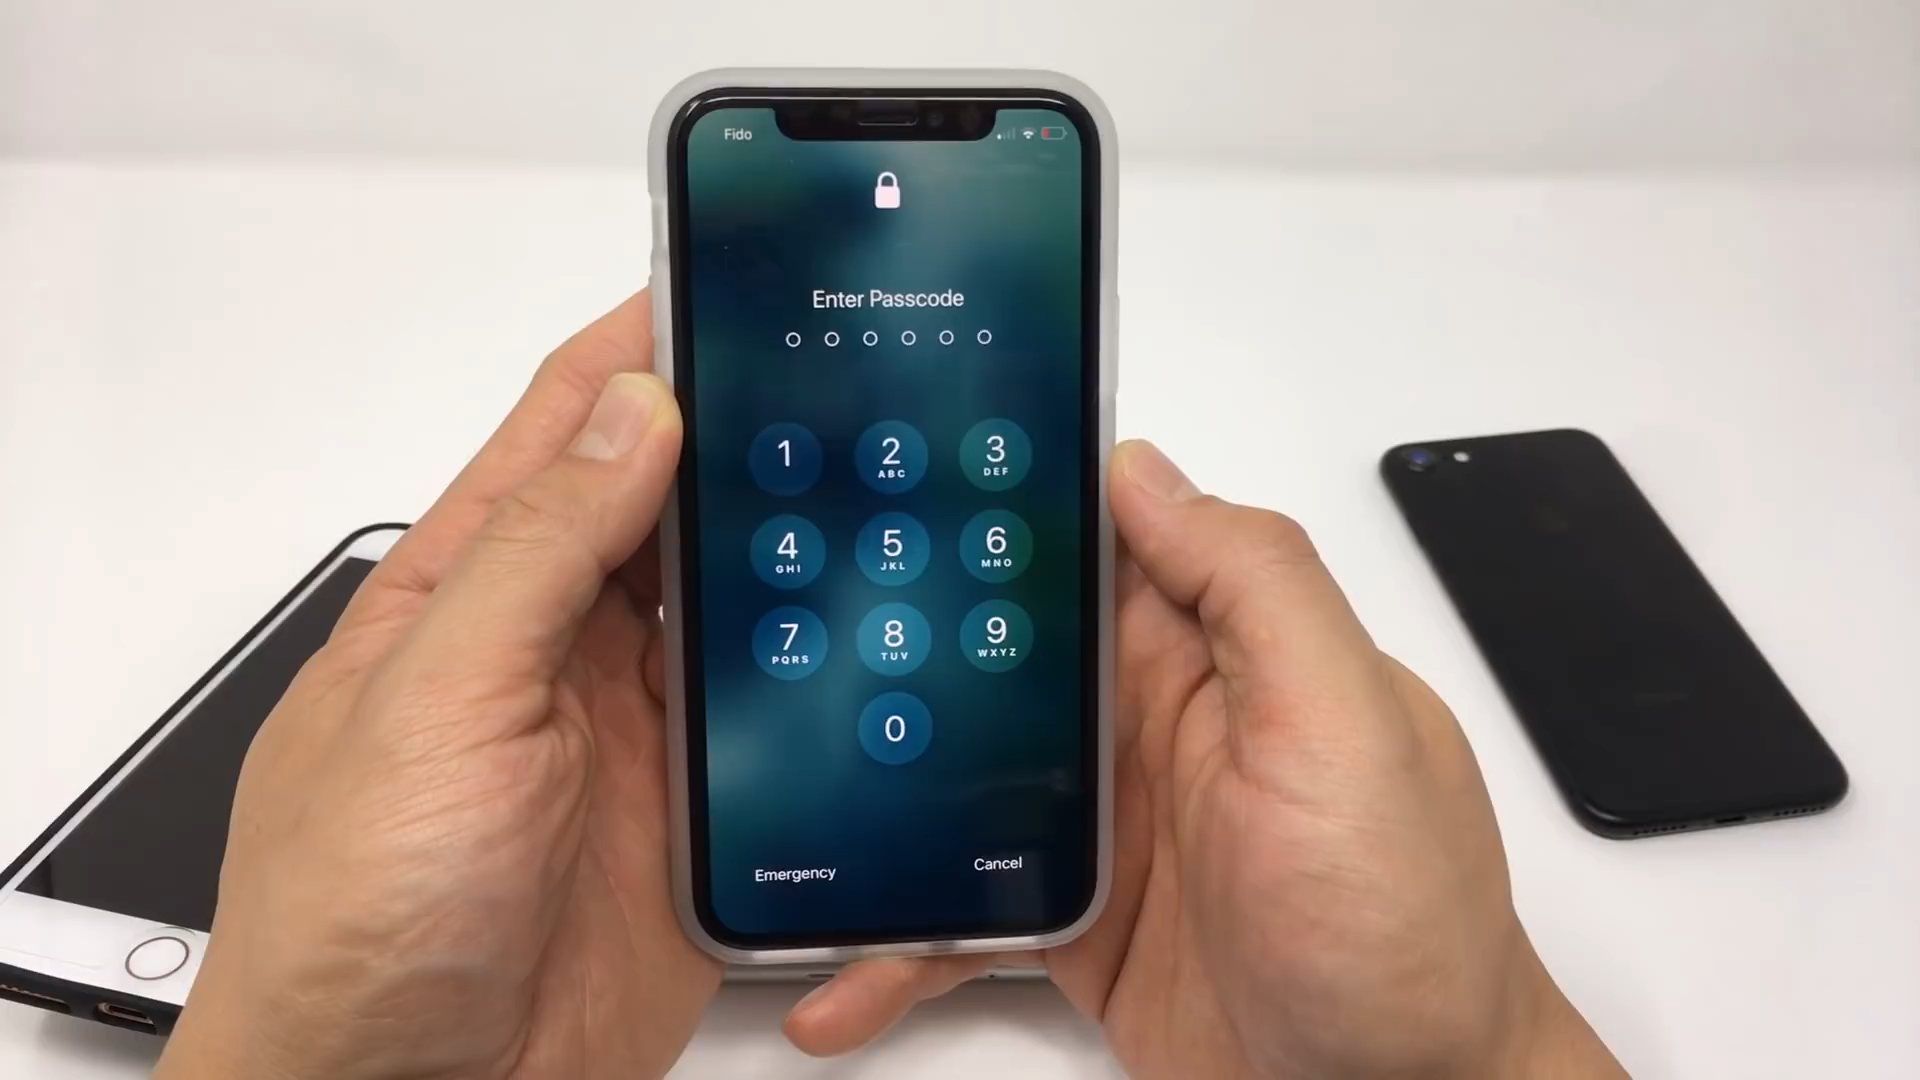 Fido
Enter Passcode
1
2
ABC
3
DEF
4
GHI
5
JKL
6
MNO
7
PQRS
8
TUV
9
WXYZ
0
Emergency
Cancel